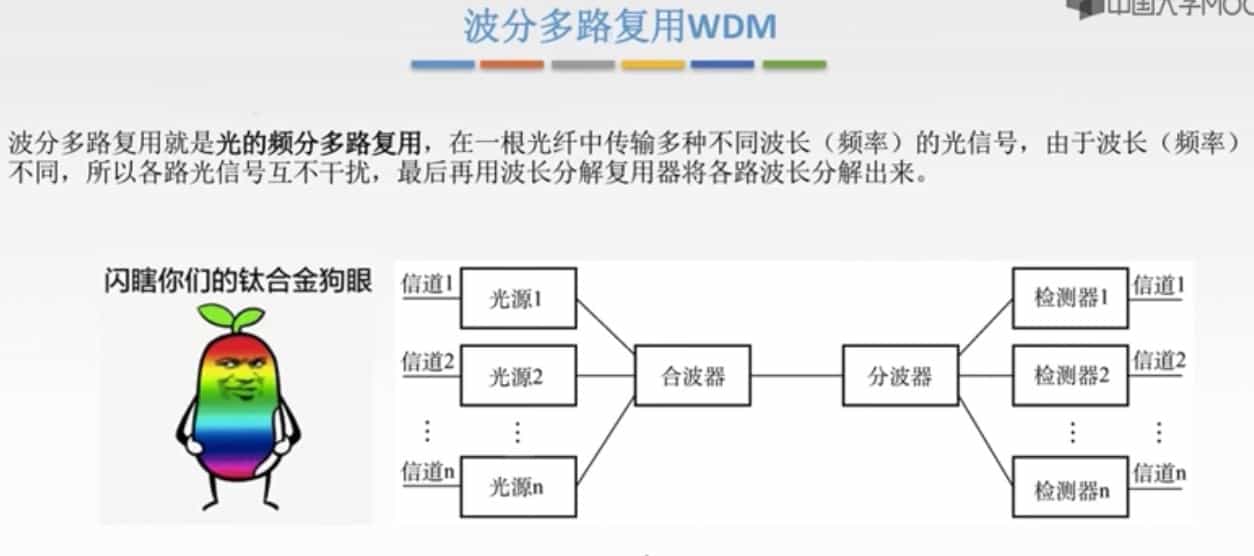 中国大学MOO
波分多路复用WDM
波分多路复用就是光的频分多路复用，在一根光纤中传输多种不同波长（频率）的光信号，由于波长（频率）
不同，所以各路光信号互不干扰，最后再用波长分解复用器将各路波长分解出来。
闪瞎你们的钛合金狗眼
信道1
光源1
检测器1
信道1
信道2
光源2
合波器
分波器
检测器2
信道2
⋮
⋮
⋮
⋮
信道n
光源n
检测器n
信道n